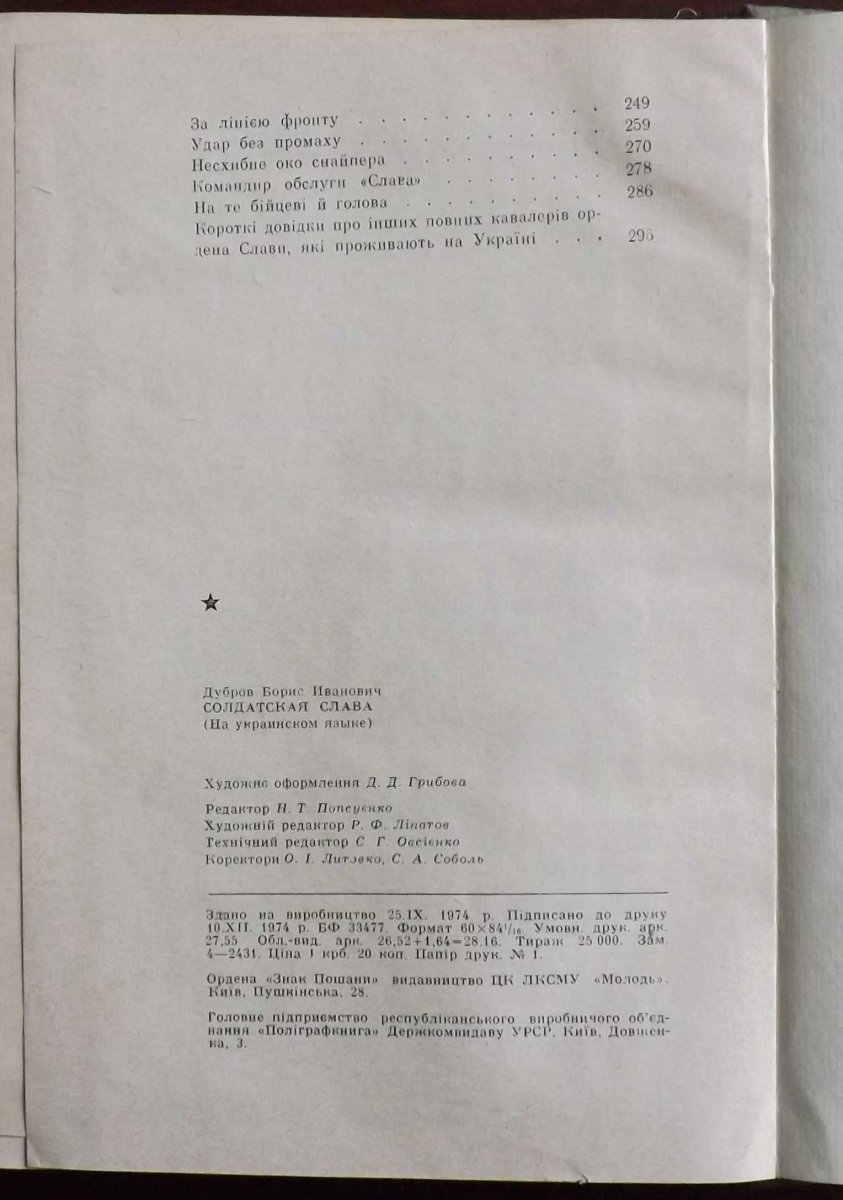 За лінією фронту . . . . . . . . . . . 249
Удар без промаху . . . . . . . . . . . 259
Несхибне око снайпера . . . . . . . . . 270
Командир обслуги «Слава» . . . . . . . . 278
На те бійцеві й голова . . . . . . . . . 286
Короткі довідки про інших повних кавалерів ор-
дена Слави, які проживають на Україні . . . 296
Дубров Борис Иванович
СОЛДАТСКАЯ СЛАВА
(На украинском языке)
Художнє оформлення Д. Д. Грибова
Редактор Н. Т. Попсуєнко
Художній редактор Р. Ф. Ліпатов
Технічний редактор С. Г. Овсієнко
Коректори О. І. Литвко, С. А. Соболь
Здано на виробництво 25.IX. 1974 р. Підписано до друку
10.XII. 1974 р. БФ 33477. Формат 60×84¹/₁₆. Умовн. друк. арк.
27,55 Обл.-вид. арк. 26,52+1,64=28.16. Тираж 25 000. Зам.
4—2431. Ціна 1 крб. 20 коп. Папір друк. № 1.
Ордена «Знак Пошани» видавництво ЦК ЛКСМУ «Молодь».
Київ, Пушкінська, 28.
Головне підприємство республіканського виробничого об'єд-
нання «Поліграфкнига» Держкомвидаву УРСР, Київ, Довжен-
ка, 3.